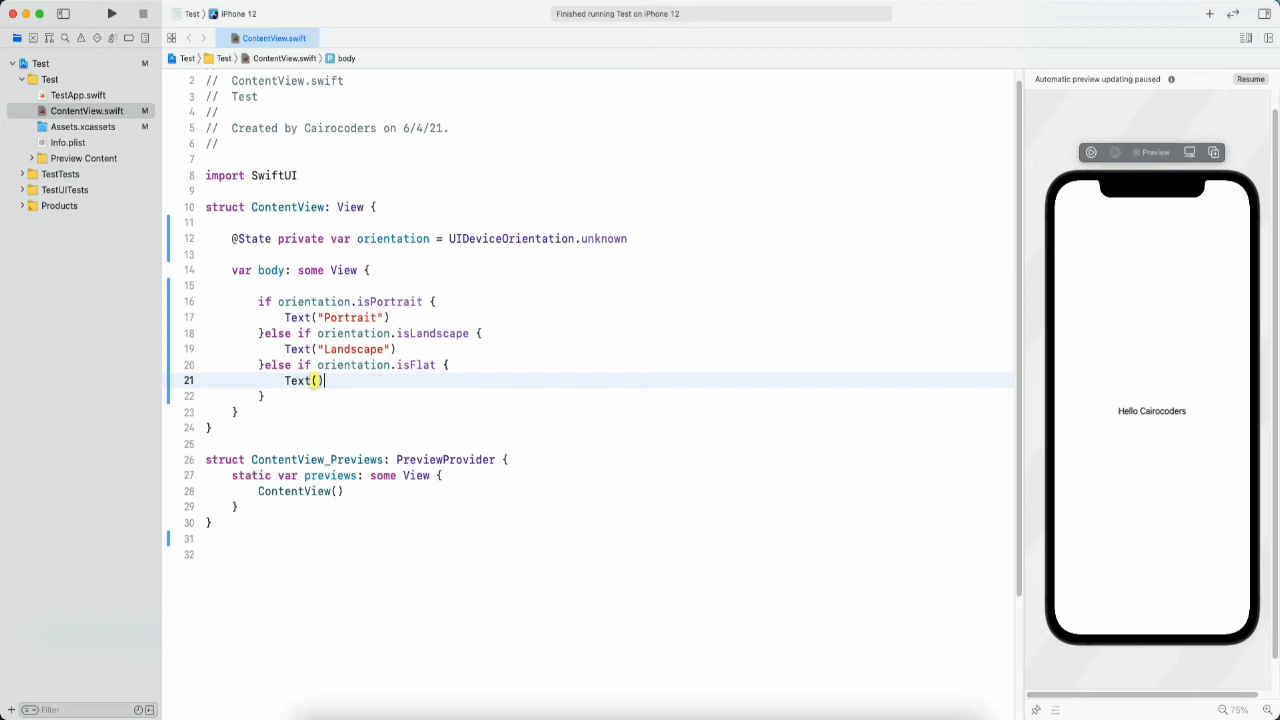 Test
iPhone 12
Finished running Test on iPhone 12
ContentView.swift
Test
Test
ContentView.swift
body
Test M
Test
TestApp.swift
ContentView.swift M
Assets.xcassets M
Info.plist
Preview Content
TestTests
TestUITests
Products
2 //  ContentView.swift
3 //  Test
4 //
5 //  Created by Cairocoders on 6/4/21.
6 //
7
8 import SwiftUI
9
10 struct ContentView: View {
11
12     @State private var orientation = UIDeviceOrientation.unknown
13
14     var body: some View {
15
16         if orientation.isPortrait {
17             Text("Portrait")
18         }else if orientation.isLandscape {
19             Text("Landscape")
20         }else if orientation.isFlat {
21             Text()
22         }
23     }
24 }
25
26 struct ContentView_Previews: PreviewProvider {
27     static var previews: some View {
28         ContentView()
29     }
30 }
31
32
Automatic preview updating paused
Resume
Preview
Hello Cairocoders
Filter
75%